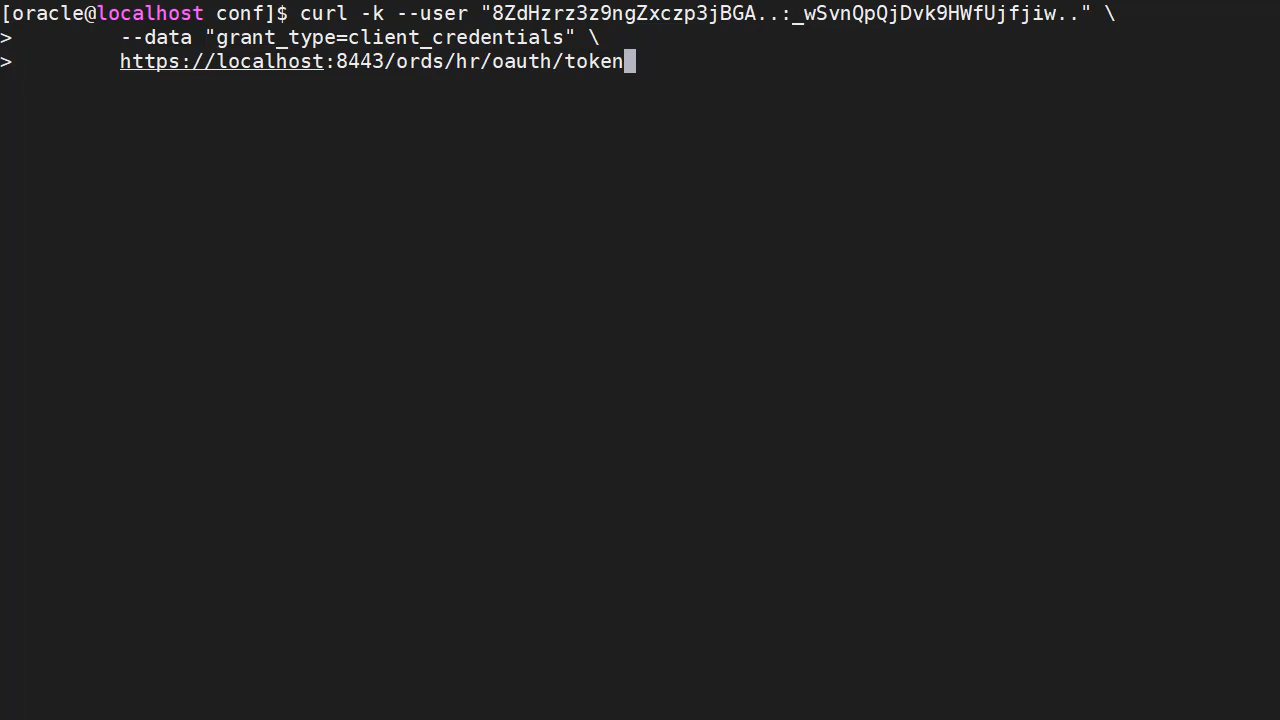 [oracle@localhost conf]$ curl -k --user "8ZdHzrz3z9ngZxczp3jBGA..:_wSvnQpQjDvk9HWfUjfjiw.." \
>         --data "grant_type=client_credentials" \
>         https://localhost:8443/ords/hr/oauth/token